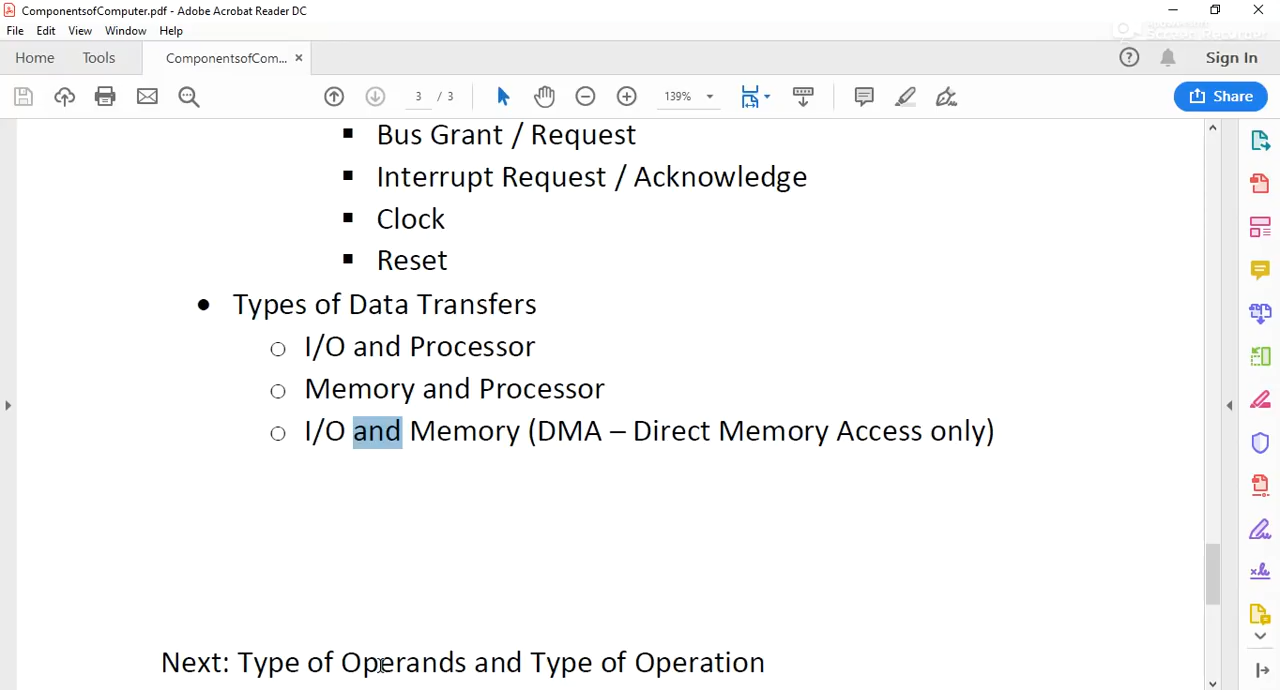 ComponentsofComputer.pdf - Adobe Acrobat Reader DC
File Edit View Window Help
Home Tools ComponentsofCom... × Sign In
3 / 3 139% Share
▪ Bus Grant / Request
▪ Interrupt Request / Acknowledge
▪ Clock
▪ Reset
● Types of Data Transfers
○ I/O and Processor
○ Memory and Processor
○ I/O and Memory (DMA – Direct Memory Access only)
Next: Type of Operands and Type of Operation